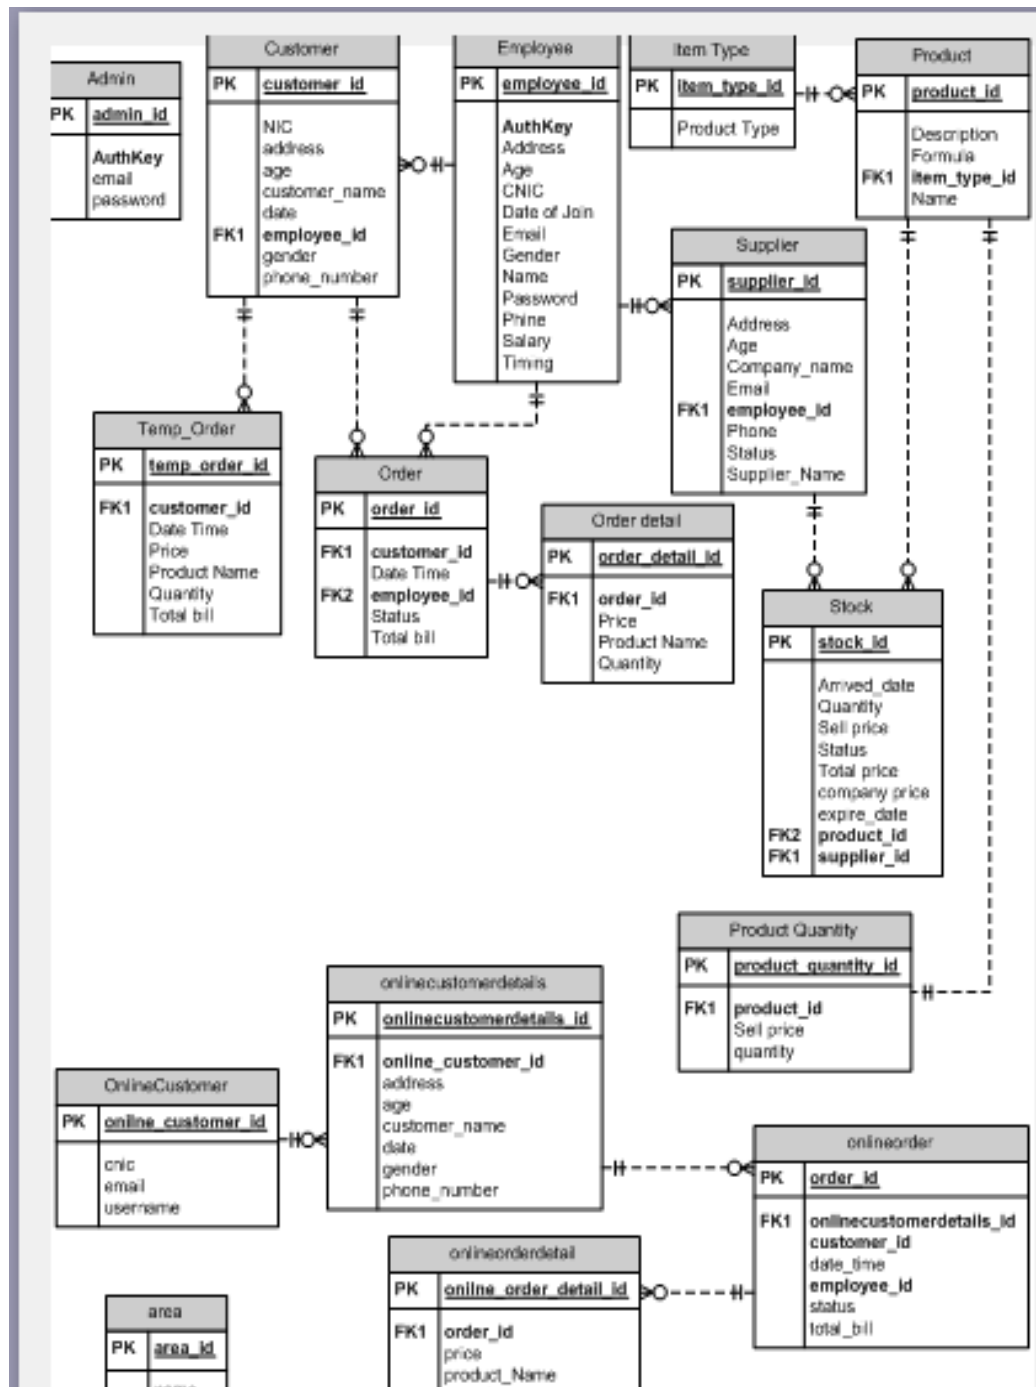 Admin
PK admin_id
AuthKey
email
password
Customer
PK customer_id
NIC
address
age
customer_name
date
FK1 employee_id
gender
phone_number
Employee
PK employee_id
AuthKey
Address
Age
CNIC
Date of Join
Email
Gender
Name
Password
Phine
Salary
Timing
Item Type
PK item_type_id
Product Type
Product
PK product_id
Description
Formula
FK1 item_type_id
Name
Supplier
PK supplier_id
Address
Age
Company_name
Email
FK1 employee_id
Phone
Status
Supplier_Name
Temp_Order
PK temp_order_id
FK1 customer_id
Date Time
Price
Product Name
Quantity
Total bill
Order
PK order_id
FK1 customer_id
Date Time
FK2 employee_id
Status
Total bill
Order detail
PK order_detail_id
FK1 order_id
Price
Product Name
Quantity
Stock
PK stock_id
Arrived_date
Quantity
Sell price
Status
Total price
company price
expire_date
FK2 product_id
FK1 supplier_id
Product Quantity
PK product_quantity_id
FK1 product_id
Sell price
quantity
onlinecustomerdetails
PK onlinecustomerdetails_id
FK1 online_customer_id
address
age
customer_name
date
gender
phone_number
OnlineCustomer
PK online_customer_id
cnic
email
username
onlineorder
PK order_id
FK1 onlinecustomerdetails_id
customer_id
date_time
employee_id
status
total_bill
onlineorderdetail
PK online_order_detail_id
FK1 order_id
price
product_Name
area
PK area_id